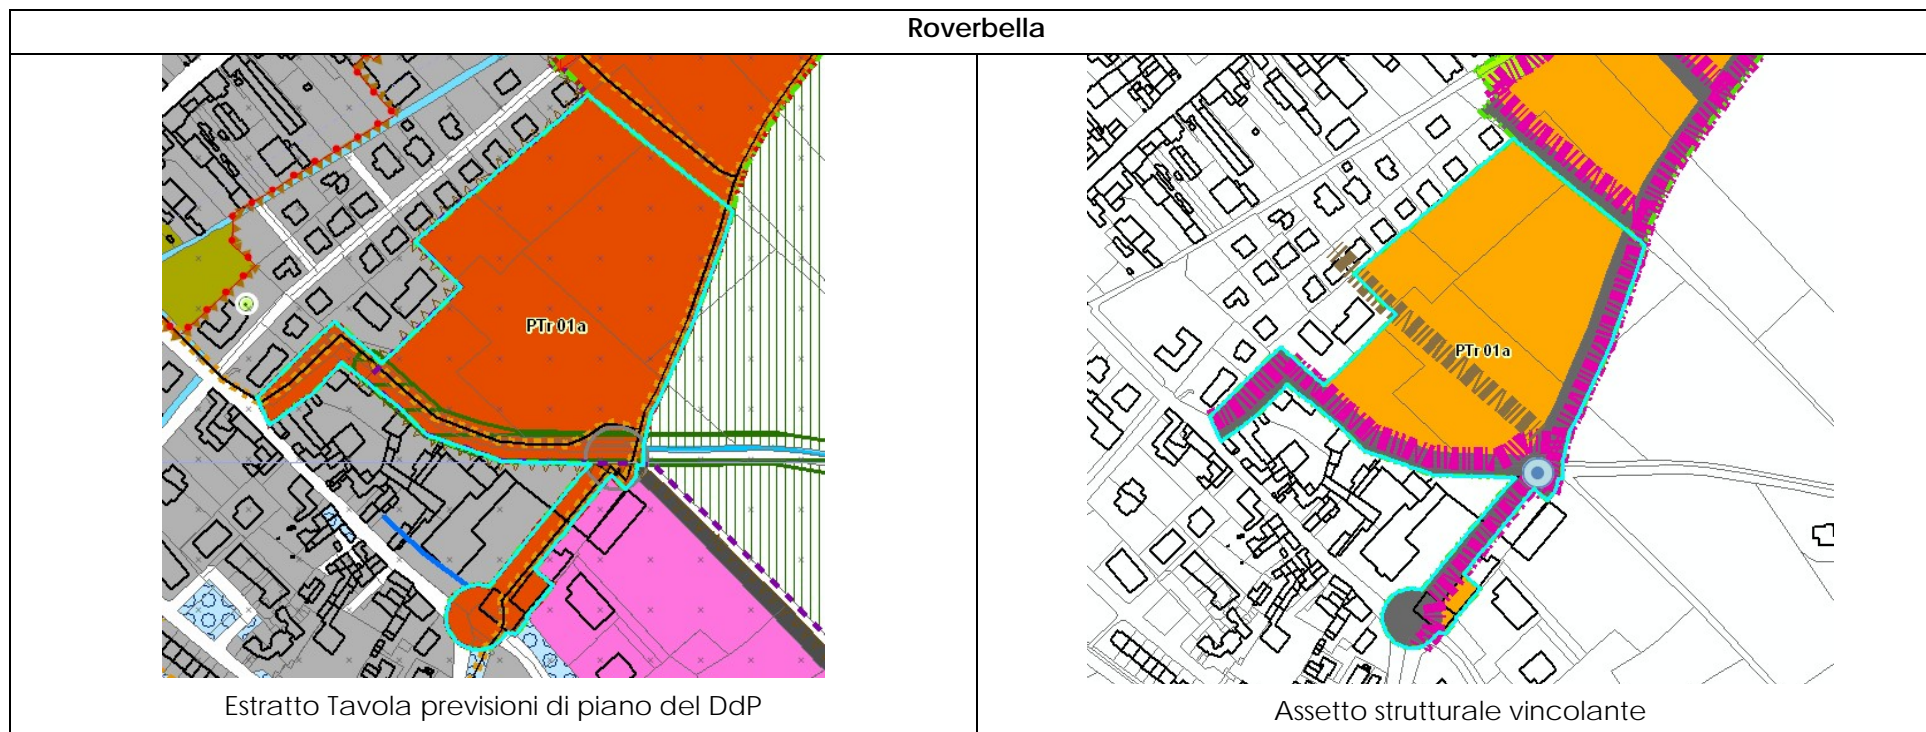 Roverbella
PTr 01a
PTr 01a
Estratto Tavola previsioni di piano del DdP
Assetto strutturale vincolante